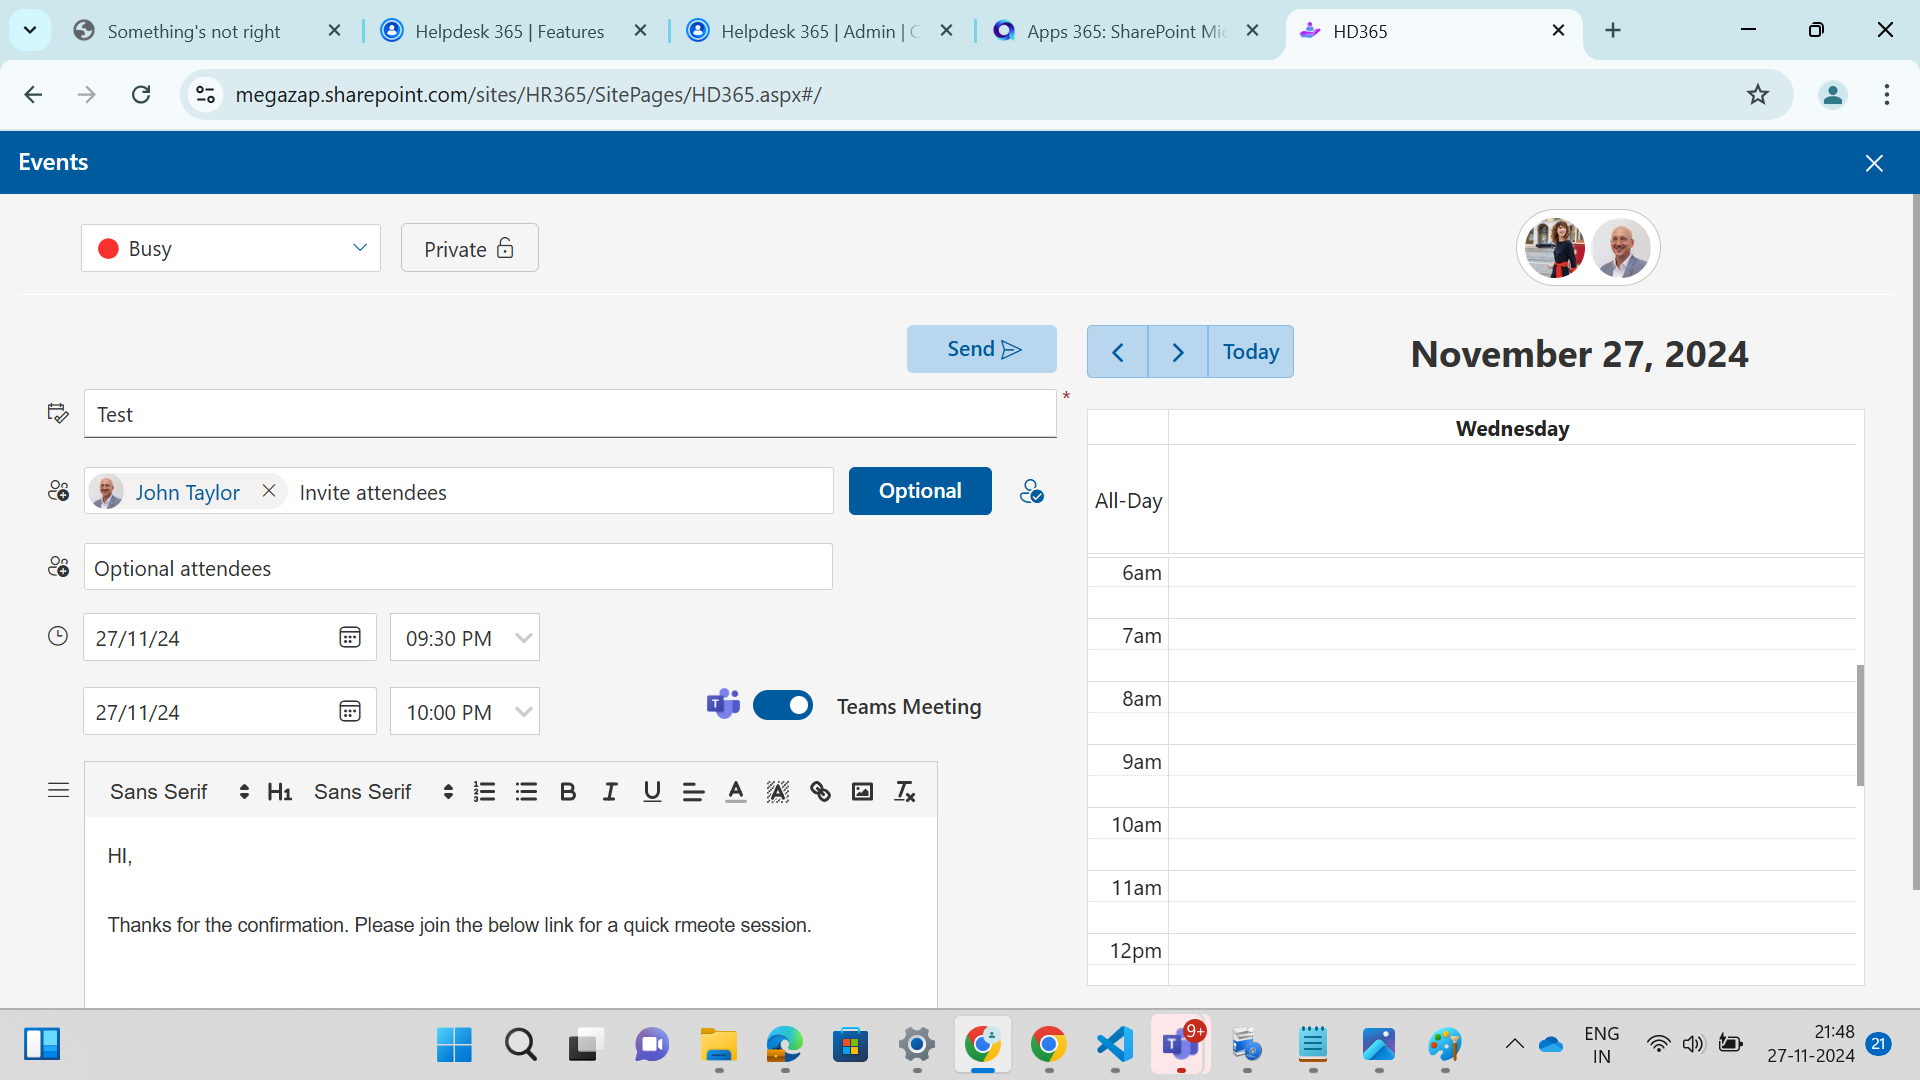 Something's not right
Helpdesk 365 | Features
Helpdesk 365 | Admin | C
Apps 365: SharePoint Mic
HD365
megazap.sharepoint.com/sites/HR365/SitePages/HD365.aspx#/
Events
Busy
Private
Send
Today
November 27, 2024
Test
*
Wednesday
John Taylor
Invite attendees
Optional
All-Day
Optional attendees
6am
27/11/24
09:30 PM
7am
27/11/24
10:00 PM
Teams Meeting
8am
9am
Sans Serif
H1
Sans Serif
B
I
U
A
A
Tx
10am
HI,
11am
Thanks for the confirmation. Please join the below link for a quick rmeote session.
12pm
T
9+
ENG
IN
21:48
27-11-2024
21